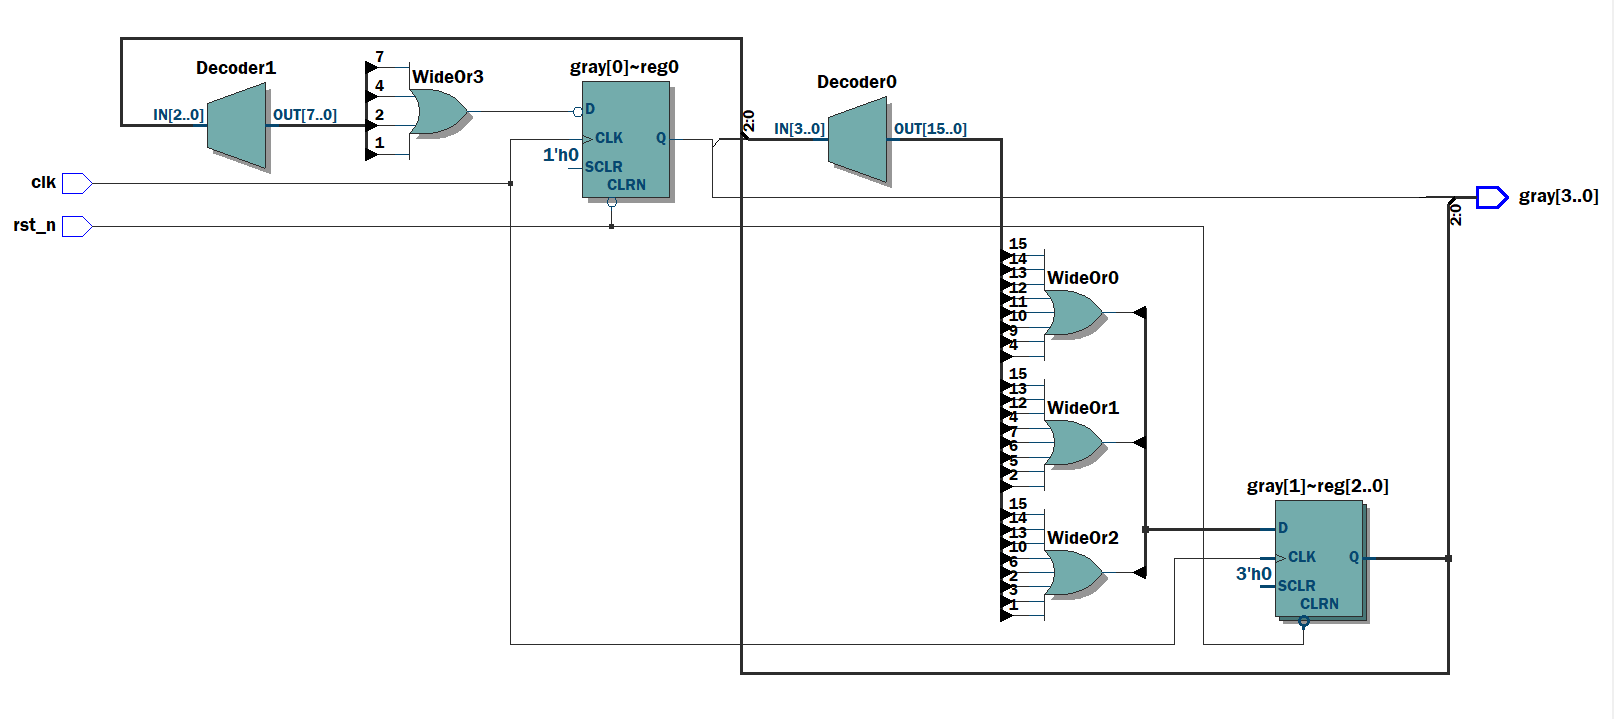 Decoder1
IN[2..0]
OUT[7..0]
7
4
2
1
WideOr3
gray[0]~reg0
D
CLK
1'h0
SCLR
CLRN
Q
2:0
Decoder0
IN[3..0]
OUT[15..0]
clk
rst_n
gray[3..0]
2:0
15
14
13
12
11
10
9
4
WideOr0
15
13
12
4
7
6
5
2
WideOr1
15
14
13
10
6
2
3
1
WideOr2
gray[1]~reg[2..0]
D
CLK
3'h0
SCLR
CLRN
Q